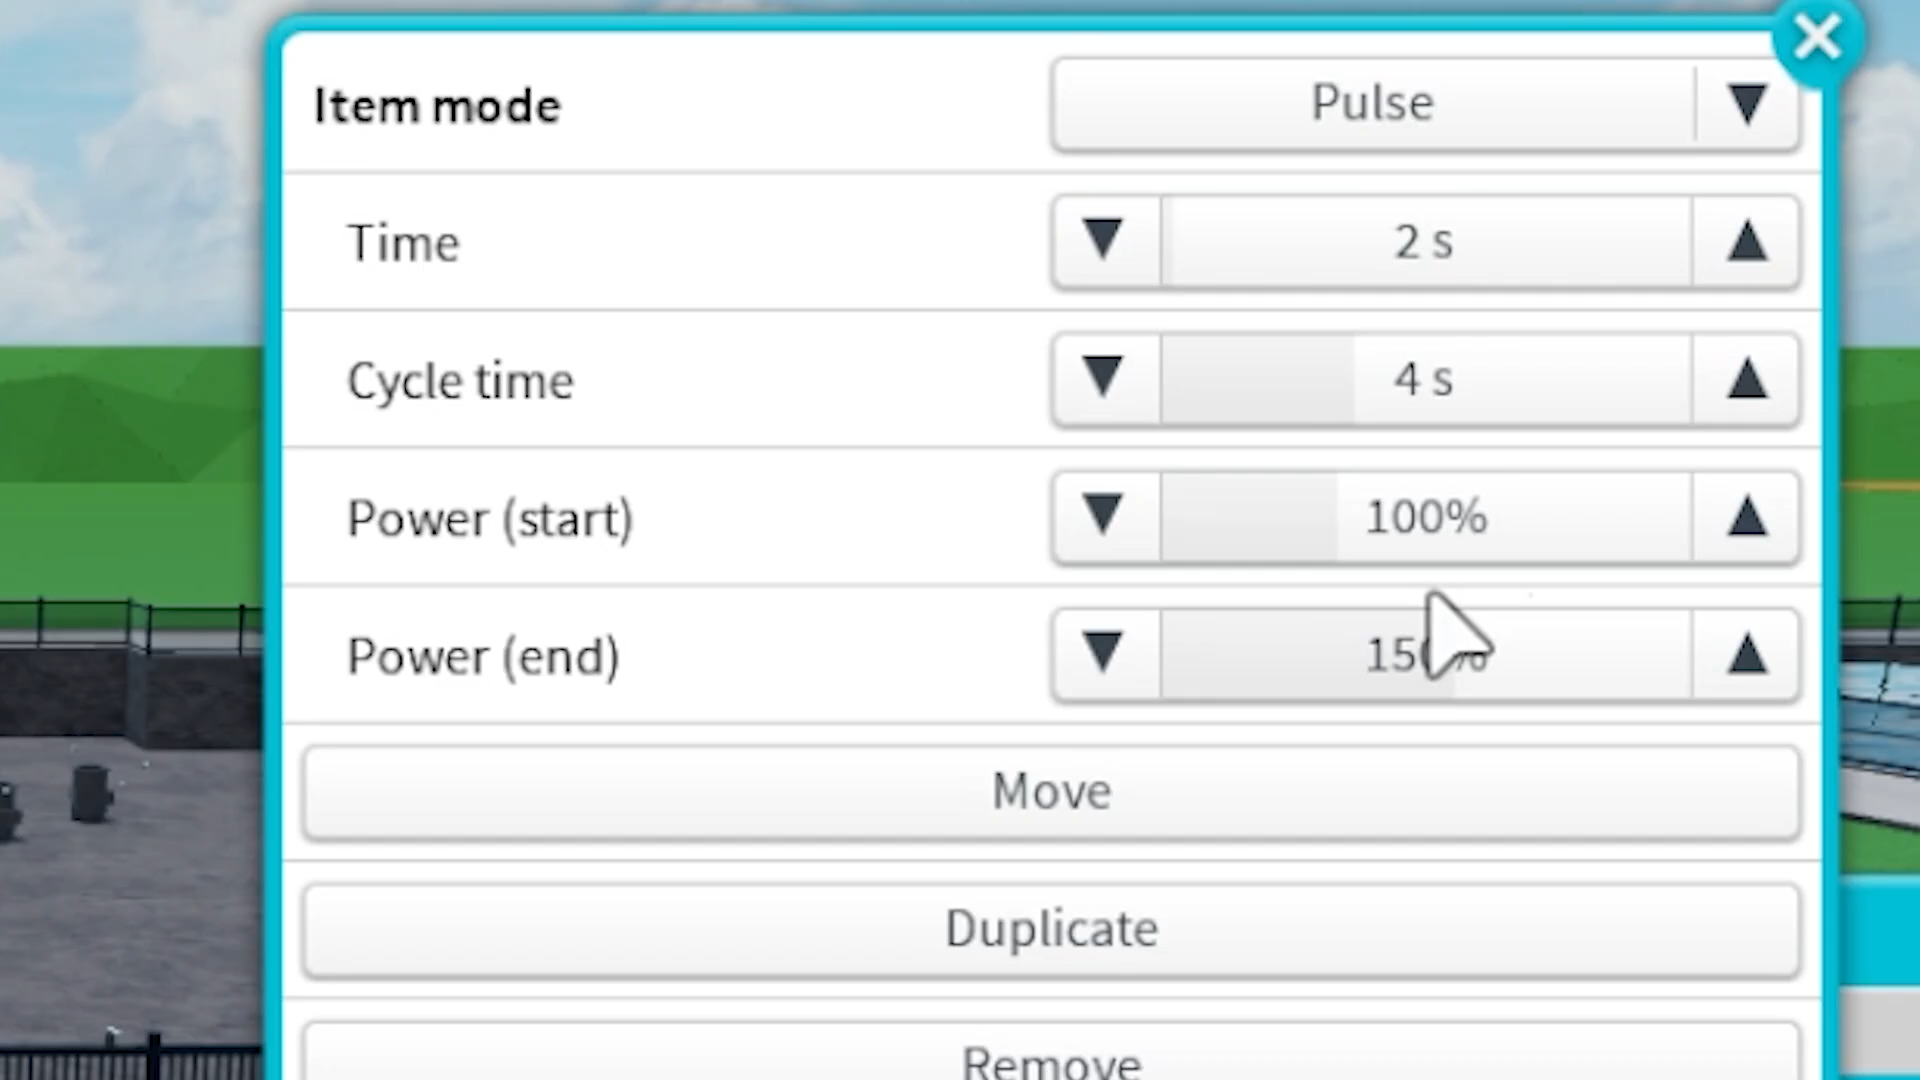 Item mode
Pulse
Time
2 s
Cycle time
4 s
Power (start)
100%
Power (end)
Move
Duplicate
Remove